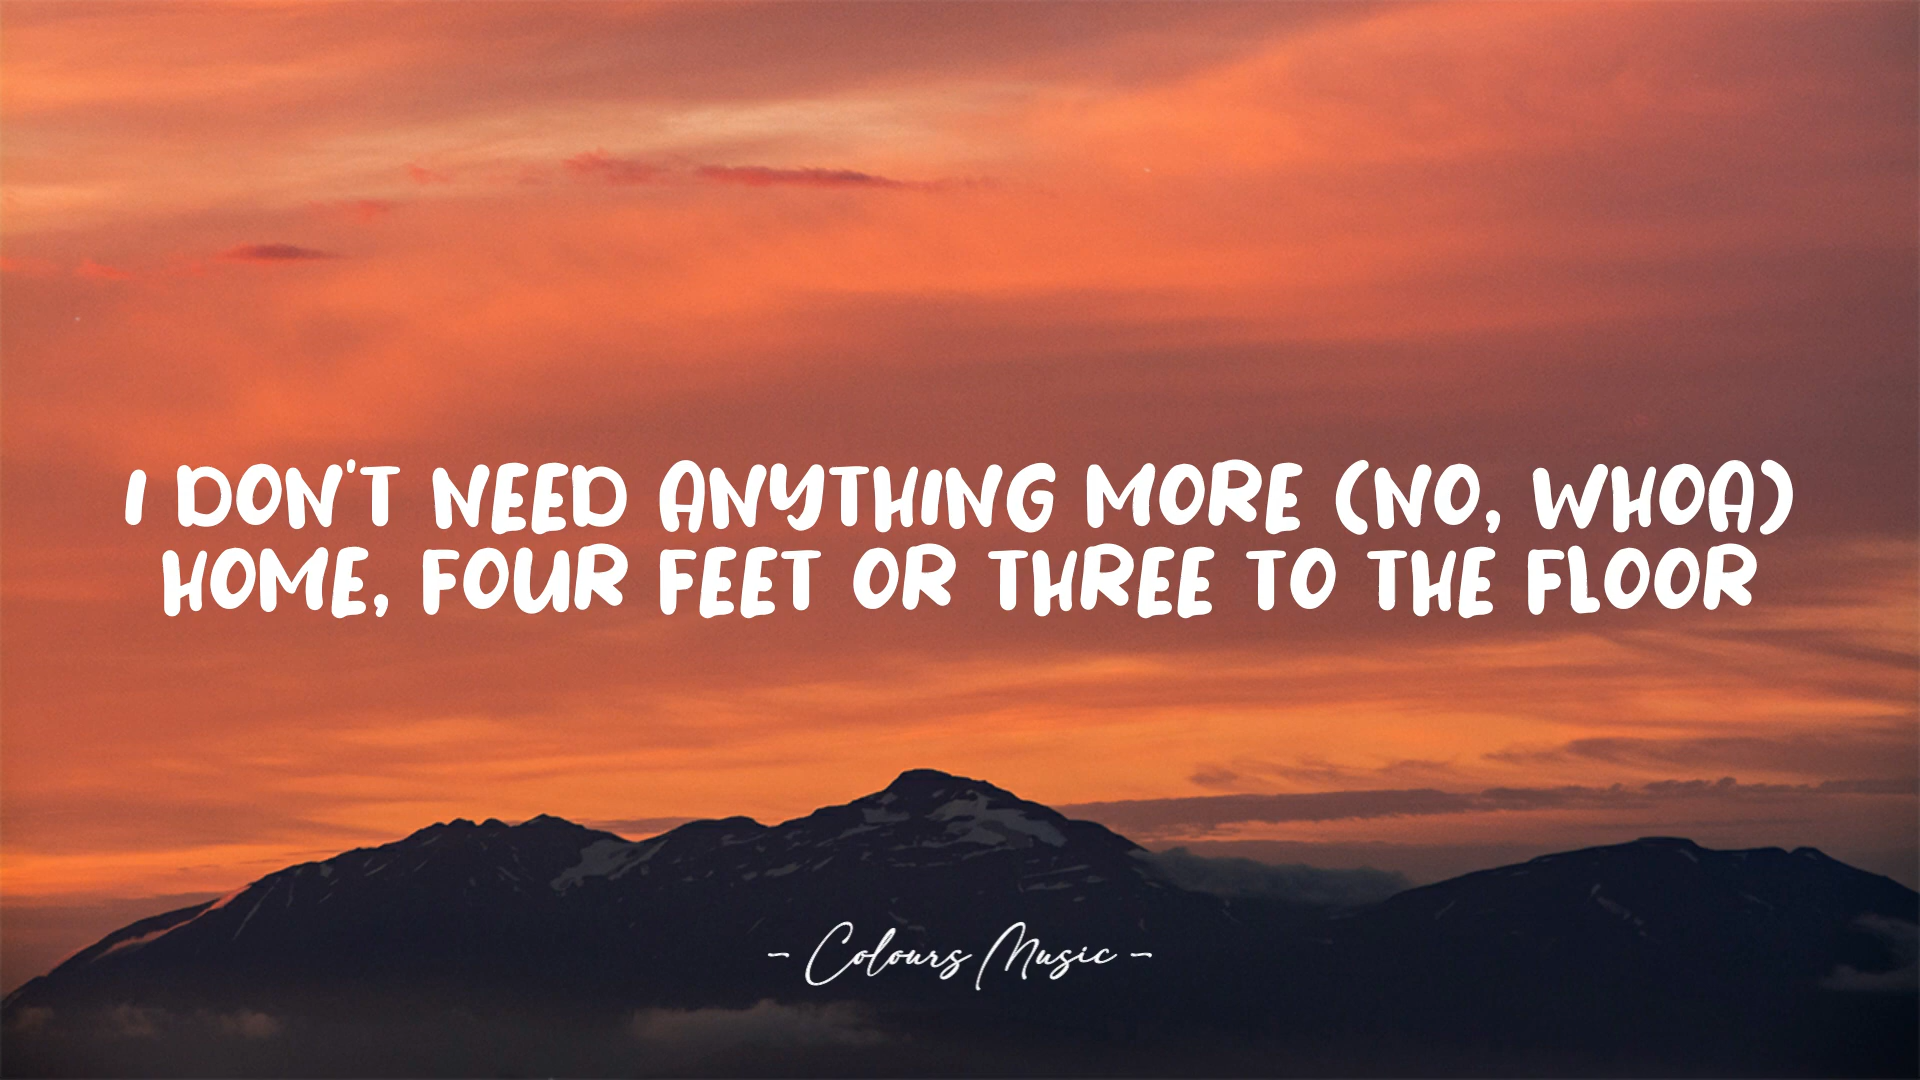 I DON'T NEED ANYTHING MORE (NO, WHOA)
HOME, FOUR FEET OR THREE TO THE FLOOR
- Colours Music -